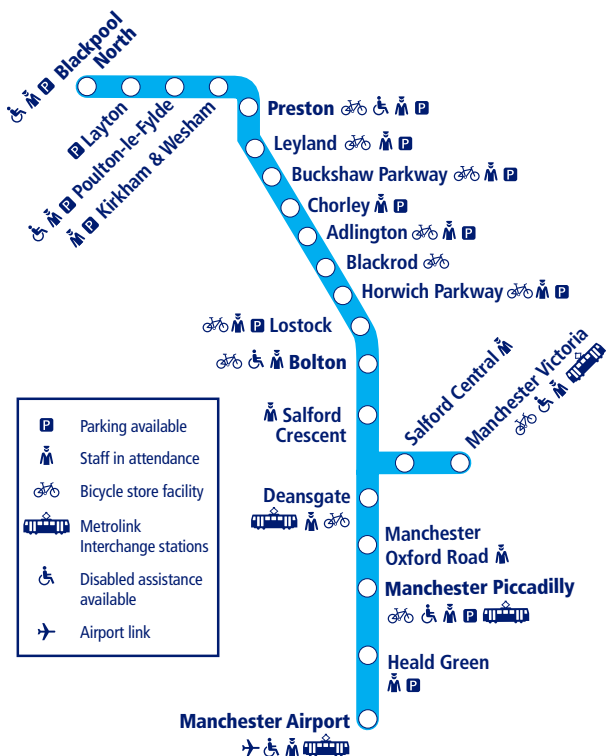 Blackpool
North
Layton
Poulton-le-Fylde
Kirkham & Wesham
Preston
Leyland
Buckshaw Parkway
Chorley
Adlington
Blackrod
Horwich Parkway
Lostock
Bolton
Salford
Crescent
Salford Central
Manchester Victoria
Deansgate
Manchester
Oxford Road
Manchester Piccadilly
Heald Green
Manchester Airport
P Parking available
Staff in attendance
Bicycle store facility
Metrolink
Interchange stations
Disabled assistance
available
Airport link